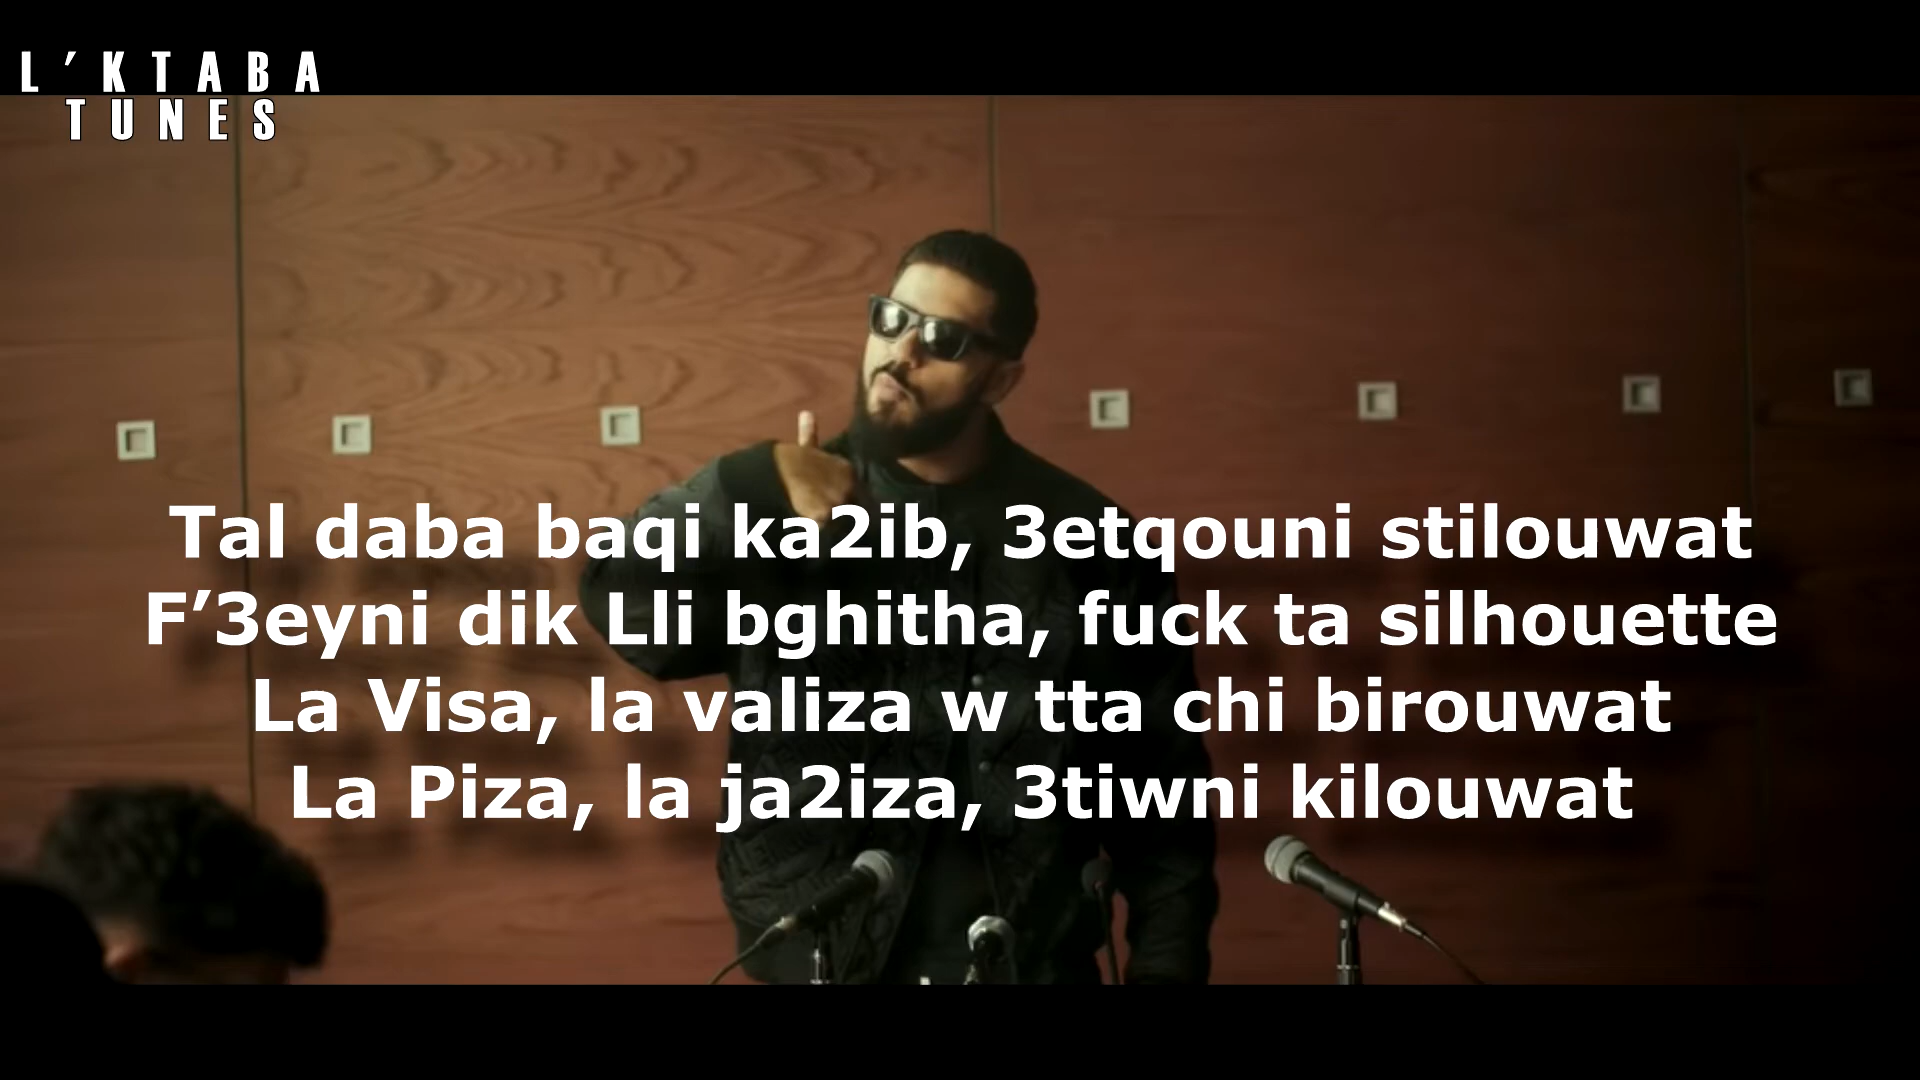 L'KTABA
TUNES
Tal daba baqi ka2ib, 3etqouni stilouwat
F’3eyni dik Lli bghitha, fuck ta silhouette
La Visa, la valiza w tta chi birouwat
La Piza, la ja2iza, 3tiwni kilouwat